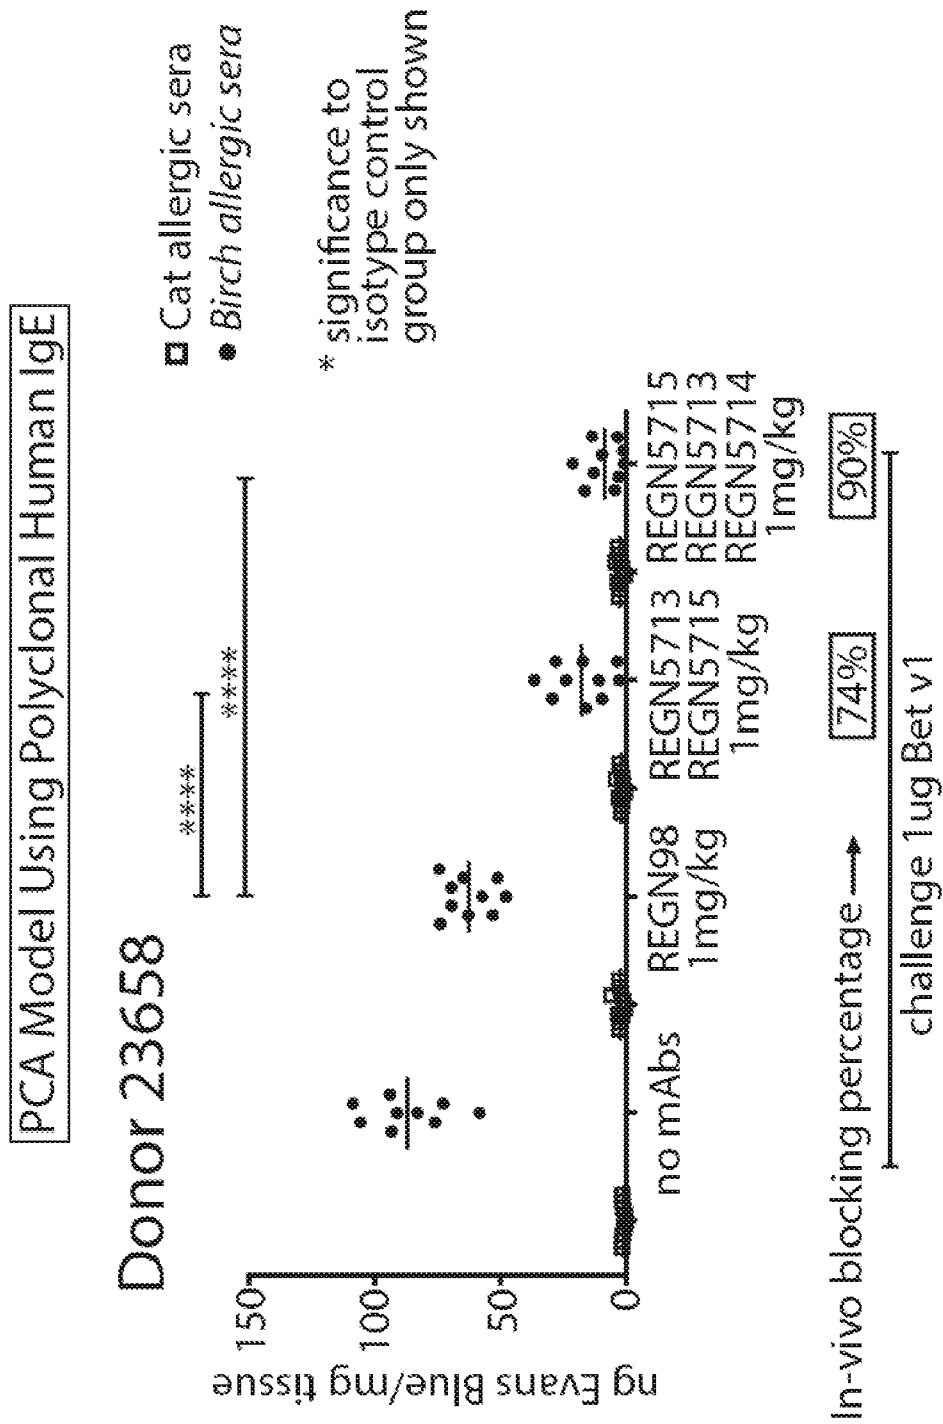 PCA Model Using Polyclonal Human IgE
Donor 23658
Cat allergic sera
Birch allergic sera
* significance to
isotype control
group only shown
****
****
ng Evans Blue/mg tissue
150
100
50
0
no mAbs
REGN98
1mg/kg
REGN5713
REGN5715
1mg/kg
REGN5715
REGN5713
REGN5714
1mg/kg
In-vivo blocking percentage
74%
90%
challenge 1ug Bet v1